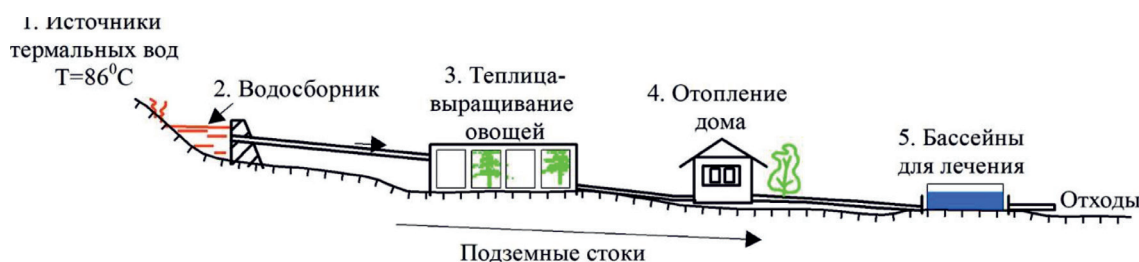 1. Источники
термальных вод
T=86⁰C
2. Водосборник
3. Теплица-
выращивание
овощей
4. Отопление
дома
5. Бассейны
для лечения
Отходы
Подземные стоки